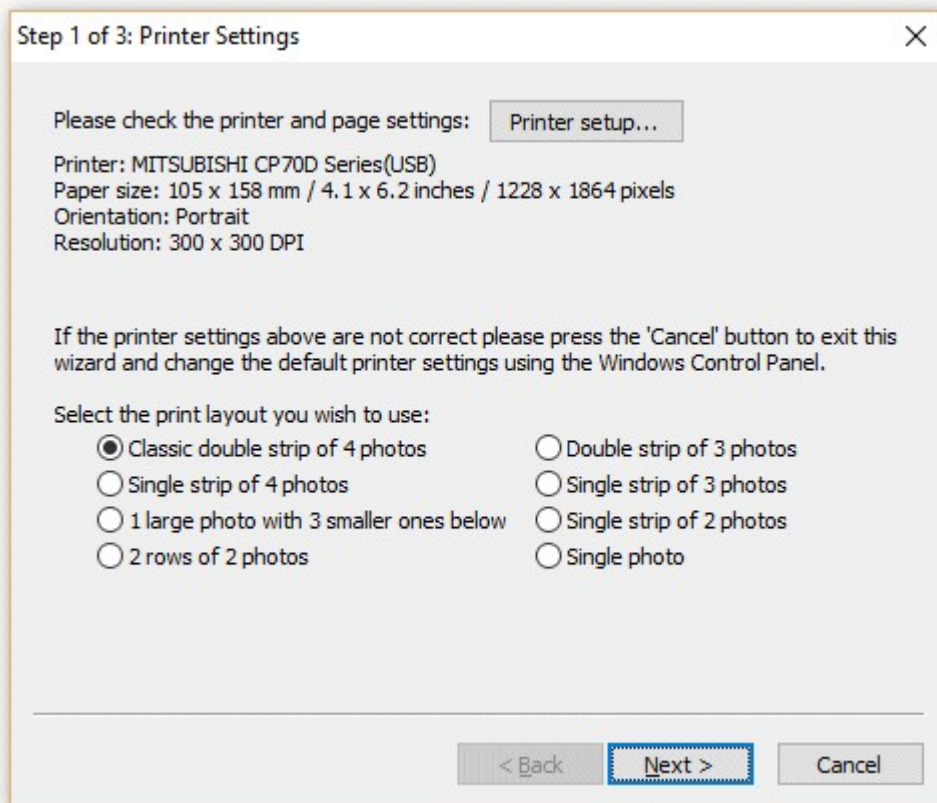 Step 1 of 3: Printer Settings
Please check the printer and page settings: Printer setup...
Printer: MITSUBISHI CP70D Series(USB)
Paper size: 105 x 158 mm / 4.1 x 6.2 inches / 1228 x 1864 pixels
Orientation: Portrait
Resolution: 300 x 300 DPI
If the printer settings above are not correct please press the 'Cancel' button to exit this
wizard and change the default printer settings using the Windows Control Panel.
Select the print layout you wish to use:
Classic double strip of 4 photos Double strip of 3 photos
Single strip of 4 photos Single strip of 3 photos
1 large photo with 3 smaller ones below Single strip of 2 photos
2 rows of 2 photos Single photo
< Back Next > Cancel